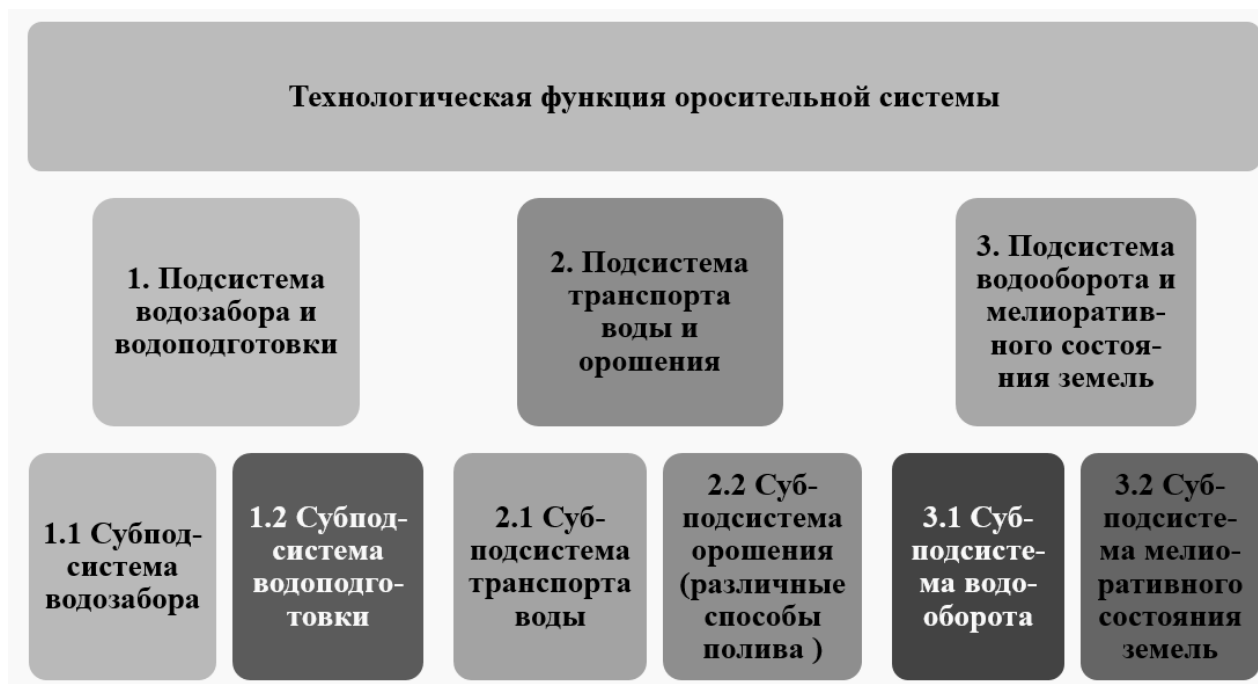 Технологическая функция оросительной системы
1. Подсистема
водозабора и
водоподготовки
2. Подсистема
транспорта
воды и
орошения
3. Подсистема
водооборота и
мелиоратив-
ного состоя-
ния земель
1.1 Субпод-
система
водозабора
1.2 Субпод-
система
водоподго-
товки
2.1 Суб-
подсистема
транспорта
воды
2.2 Суб-
подсистема
орошения
(различные
способы
полива )
3.1 Суб-
подсисте-
ма водо-
оборота
3.2 Суб-
подсисте-
ма мелио-
ративного
состояния
земель